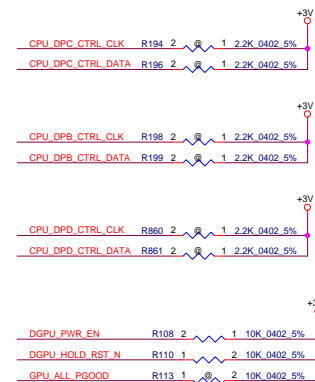 +3V
CPU_DPC_CTRL_CLK R194 2 @ 1 2.2K_0402_5%
CPU_DPC_CTRL_DATA R196 2 @ 1 2.2K_0402_5%
+3V
CPU_DPB_CTRL_CLK R198 2 @ 1 2.2K_0402_5%
CPU_DPB_CTRL_DATA R199 2 @ 1 2.2K_0402_5%
+3V
CPU_DPD_CTRL_CLK R860 2 @ 1 2.2K_0402_5%
CPU_DPD_CTRL_DATA R861 2 @ 1 2.2K_0402_5%
DGPU_PWR_EN R108 2 1 10K_0402_5%
DGPU_HOLD_RST_N R110 1 2 10K_0402_5%
GPU_ALL_PGOOD R113 1 @ 2 10K_0402_5%